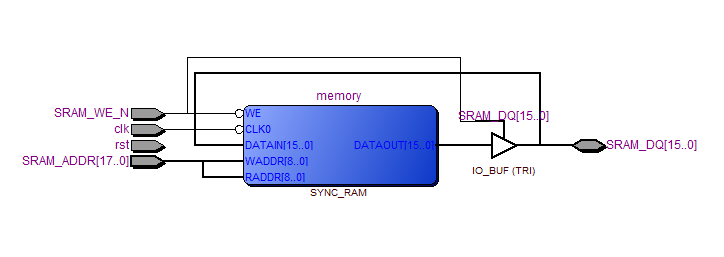 memory
SRAM_WE_N
clk
rst
SRAM_ADDR[17..0]
WE
CLK0
DATAIN[15..0]
WADDR[8..0]
RADDR[8..0]
DATAOUT[15..0]
SYNC_RAM
SRAM_DQ[15..0]
IO_BUF (TRI)
SRAM_DQ[15..0]